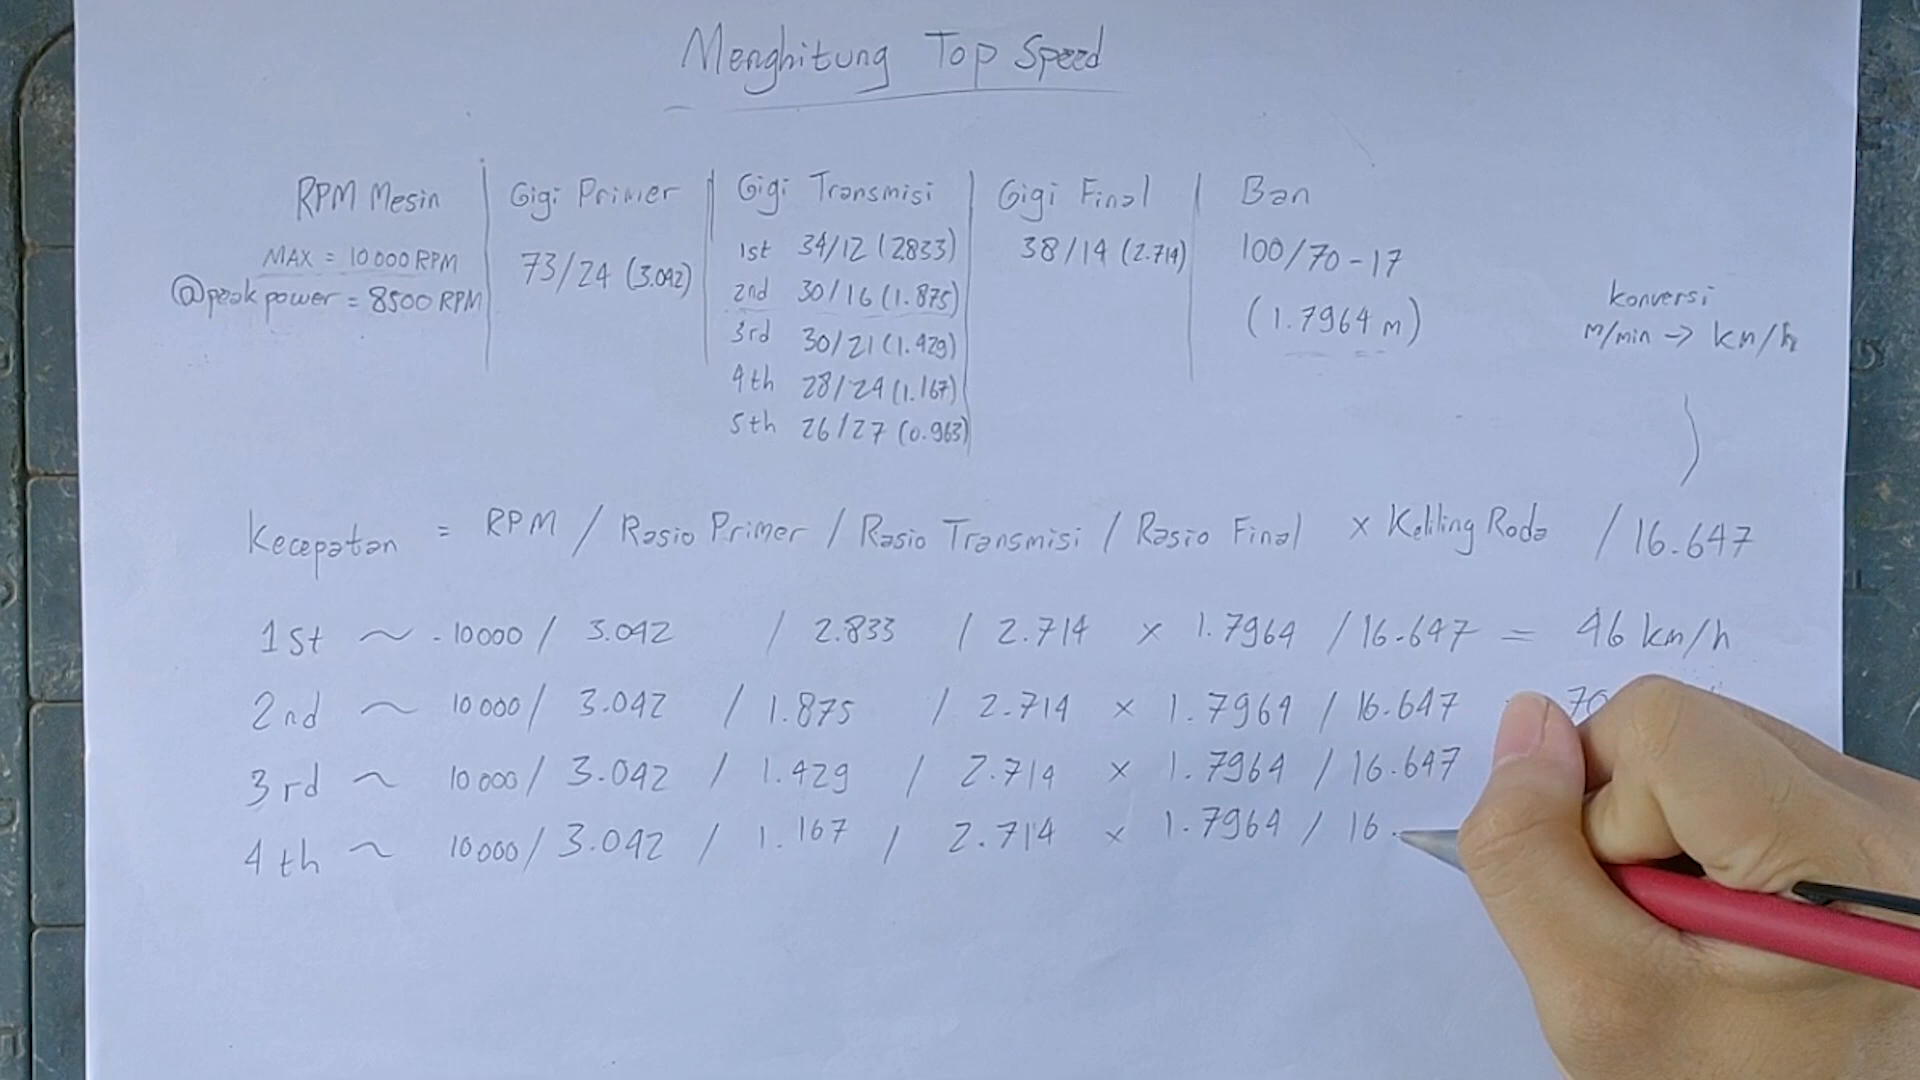 Menghitung Top Speed
RPM Mesin
MAX = 10000 RPM
@peak power = 8500 RPM
Gigi Primer
73/24 (3.042)
Gigi Transmisi
1st 34/12 (2833)
2nd 30/16 (1.875)
3rd 30/21 (1.429)
4th 28/24 (1.167)
5th 26/27 (0.963)
Gigi Final
38/14 (2.714)
Ban
100/70-17
(1.7964 m)
konversi
m/min → km/h
Kecepatan = RPM / Rasio Primer / Rasio Transmisi / Rasio Final × Keliling Roda / 16.647
1st ~ 10000 / 3.042 / 2.833 / 2.714 × 1.7964 / 16.647 = 46 km/h
2nd ~ 10000 / 3.042 / 1.875 / 2.714 × 1.7964 / 16.647 70
3rd ~ 10000 / 3.042 / 1.429 / 2.714 × 1.7964 / 16.647
4th ~ 10000 / 3.042 / 1.167 / 2.714 × 1.7964 / 16.